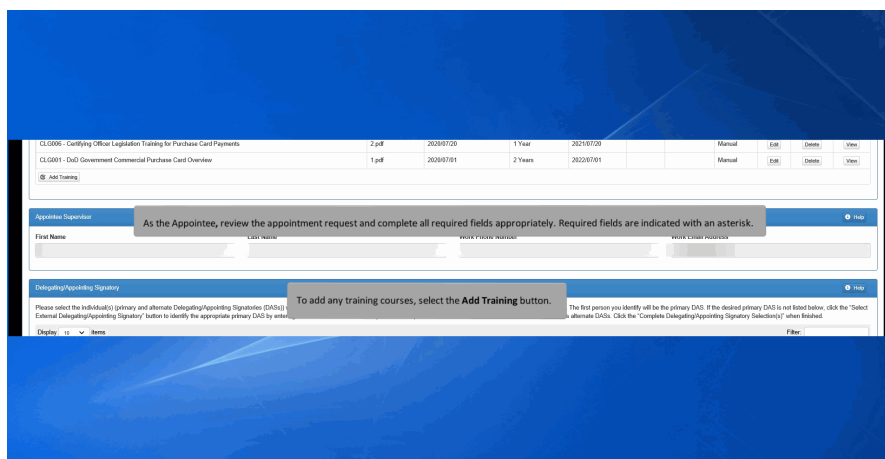 CLG006 - Certifying Officer Legislation Training for Purchase Card Payments 2.pdf 2020/07/20 1 Year 2021/07/20 Manual Edit Delete View
CLG001 - DoD Government Commercial Purchase Card Overview 1.pdf 2020/07/01 2 Years 2022/07/01 Manual Edit Delete View
Add Training
Appointee Supervisor Help
As the Appointee, review the appointment request and complete all required fields appropriately. Required fields are indicated with an asterisk.
First Name Last Name Work Phone Number Work Email Address
Delegating/Appointing Signatory Help
To add any training courses, select the Add Training button.
Please select the individual(s) (primary and alternate Delegating/Appointing Signatories (DASs)) The first person you identify will be the primary DAS. If the desired primary DAS is not listed below, click the "Select
External Delegating/Appointing Signatory" button to identify the appropriate primary DAS by alternate DASs. Click the "Complete Delegating/Appointing Signatory Selection(s)" when finished.
Display 10 items Filter: